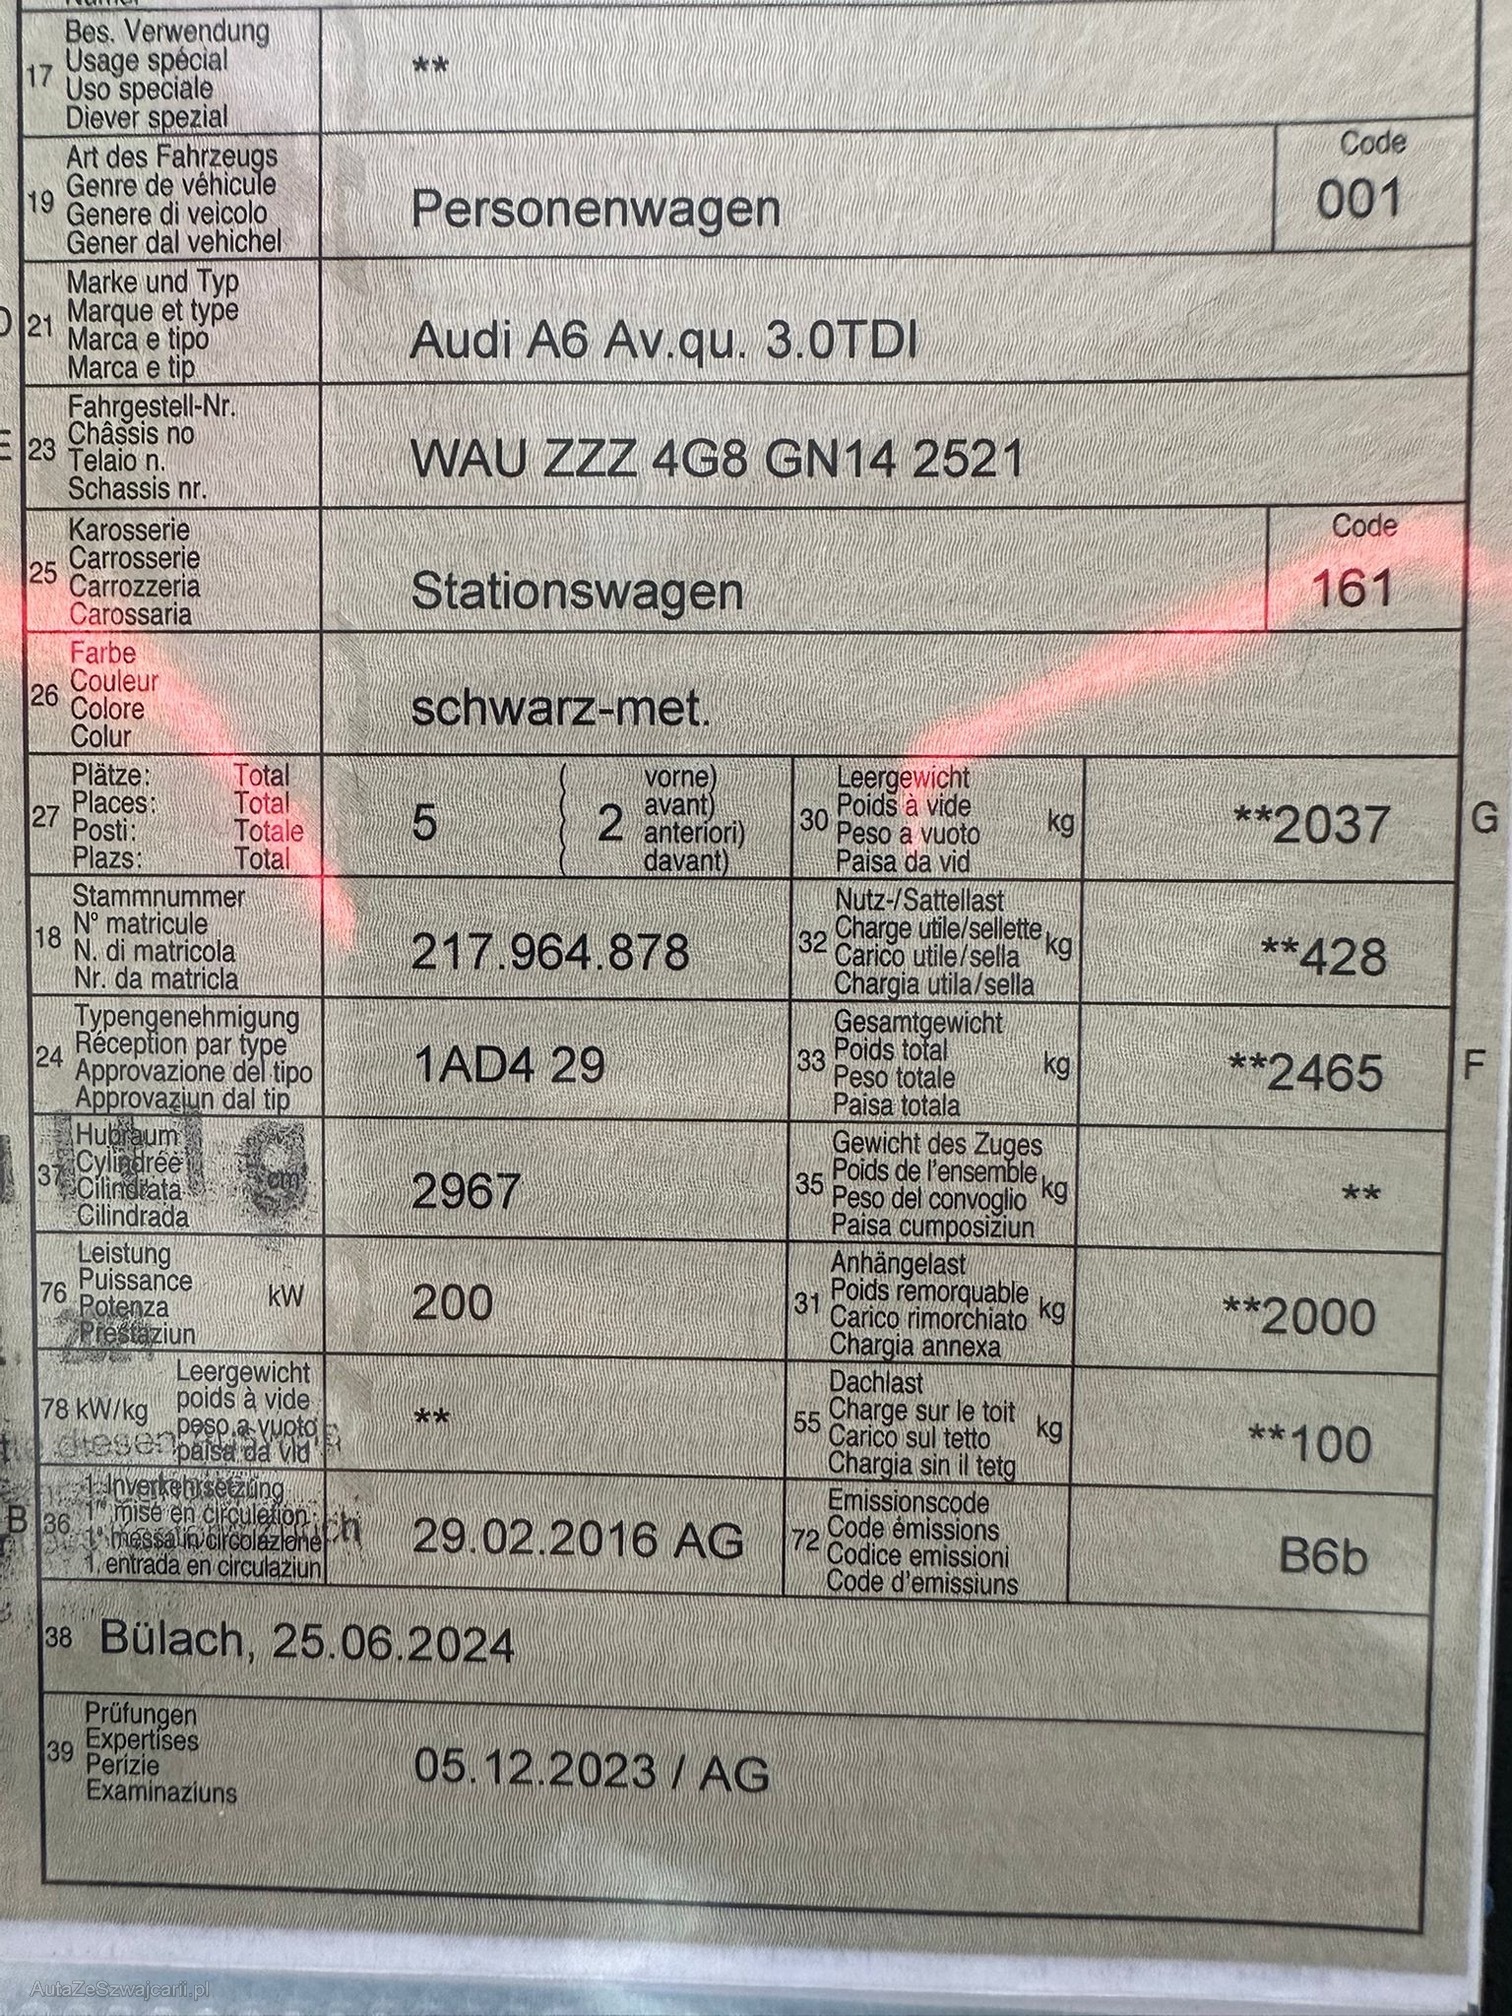 17 Bes. Verwendung
Usage spécial
Uso speciale
Diever spezial
**
19 Art des Fahrzeugs
Genre de véhicule
Genere di veicolo
Gener dal vehichel
Personenwagen
Code
001
D 21 Marke und Typ
Marque et type
Marca e tipo
Marca e tip
Audi A6 Av.qu. 3.0TDI
E 23 Fahrgestell-Nr.
Châssis no
Telaio n.
Schassis nr.
WAU ZZZ 4G8 GN14 2521
25 Karosserie
Carrosserie
Carrozzeria
Carossaria
Stationswagen
Code
161
26 Farbe
Couleur
Colore
Colur
schwarz-met.
27 Plätze: Total
Places: Total
Posti: Totale
Plazs: Total
5 ( 2 vorne)
avant)
anteriori)
davant)
30 Leergewicht
Poids à vide
Peso a vuoto
Paisa da vid
kg
**2037 G
18 Stammnummer
N° matricule
N. di matricola
Nr. da matricla
217.964.878
32 Nutz-/Sattellast
Charge utile/sellette
Carico utile/sella
Chargia utila/sella
kg
**428
24 Typengenehmigung
Réception par type
Approvazione del tipo
Approvaziun dal tip
1AD4 29
33 Gesamtgewicht
Poids total
Peso totale
Paisa totala
kg
**2465 F
37 Hubraum
Cylindrée
Cilindrata
Cilindrada
2967
35 Gewicht des Zuges
Poids de l'ensemble
Peso del convoglio
Paisa cumposiziun
kg
**
76 Leistung
Puissance
Potenza
Prestaziun
kW
200
31 Anhängelast
Poids remorquable
Carico rimorchiato
Chargia annexa
kg
**2000
78 kW/kg Leergewicht
poids à vide
peso a vuoto
paisa da vid
**
55 Dachlast
Charge sur le toit
Carico sul tetto
Chargia sin il tetg
kg
**100
B 36 1. Inverkehrsetzung
1re mise en circulation
1a messa in circolazione
1. entrada en circulaziun
29.02.2016 AG
72 Emissionscode
Code émissions
Codice emissioni
Code d'emissiuns
B6b
38 Bülach, 25.06.2024
39 Prüfungen
Expertises
Perizie
Examinaziuns
05.12.2023 / AG
AutaZeSzwajcarii.pl